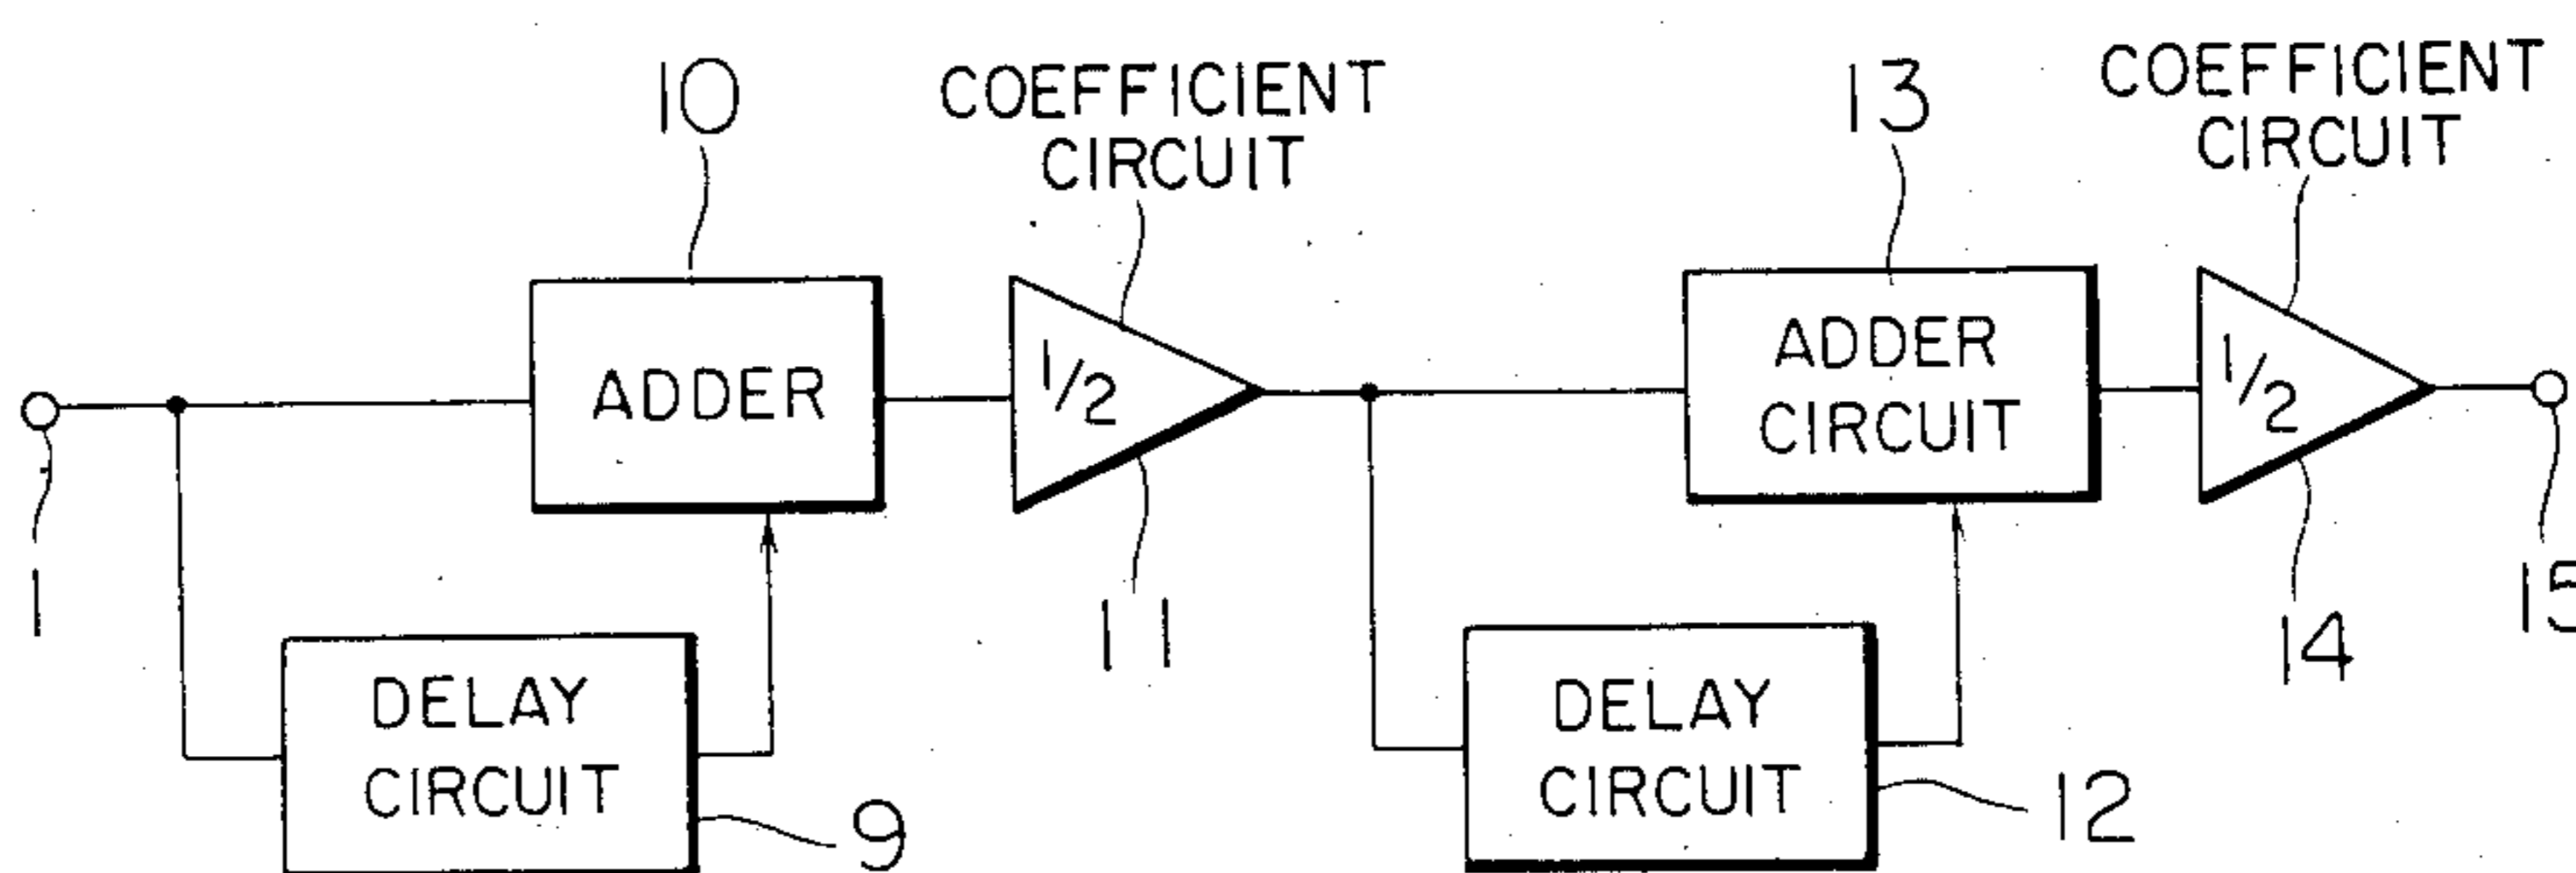 10
COEFFICIENT
CIRCUIT
13
COEFFICIENT
CIRCUIT
ADDER
1/2
ADDER
CIRCUIT
1/2
1
11
14
15
DELAY
CIRCUIT
9
DELAY
CIRCUIT
12